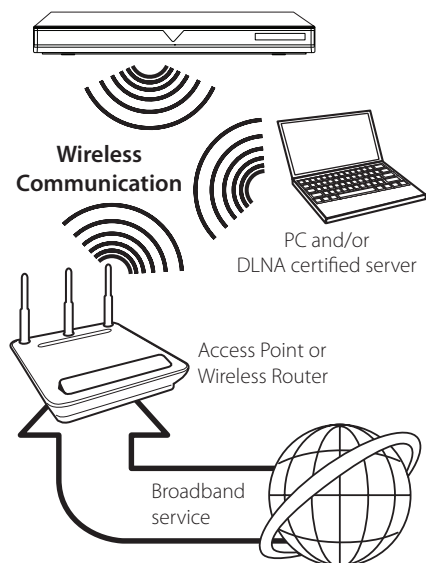 Wireless
Communication
PC and/or
DLNA certified server
Access Point or
Wireless Router
Broadband
service